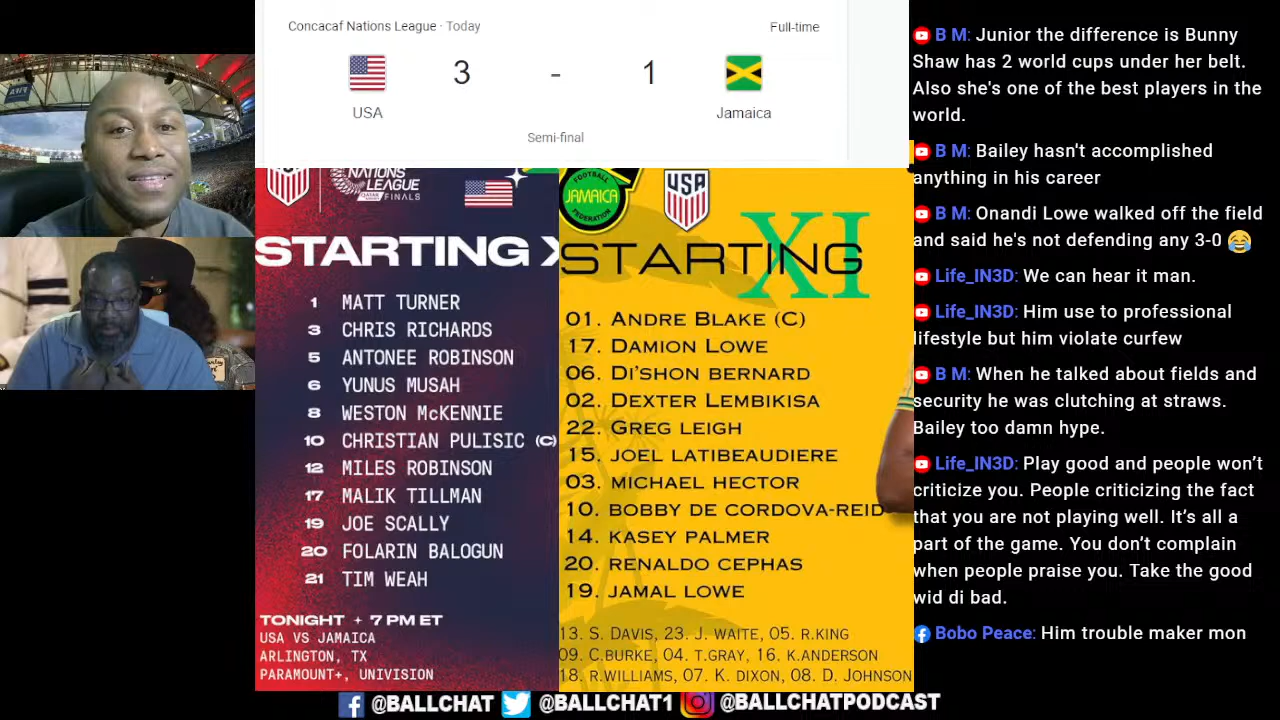 Concacaf Nations League · Today
Full-time
3 - 1
USA
Jamaica
Semi-final
NATIONS
LEAGUE
FINALS
STARTING X
1 MATT TURNER
3 CHRIS RICHARDS
5 ANTONEE ROBINSON
6 YUNUS MUSAH
8 WESTON McKENNIE
10 CHRISTIAN PULISIC (C)
12 MILES ROBINSON
17 MALIK TILLMAN
19 JOE SCALLY
20 FOLARIN BALOGUN
21 TIM WEAH
TONIGHT + 7 PM ET
USA VS JAMAICA
ARLINGTON, TX
PARAMOUNT+, UNIVISION
FOOTBALL
JAMAICA
FEDERATION
USA
STARTING
XI
01. ANDRE BLAKE (C)
17. DAMION LOWE
06. DI'SHON BERNARD
02. DEXTER LEMBIKISA
22. GREG LEIGH
15. JOEL LATIBEAUDIERE
03. MICHAEL HECTOR
10. BOBBY DE CORDOVA-REID
14. KASEY PALMER
20. RENALDO CEPHAS
19. JAMAL LOWE
13. S. DAVIS, 23. J. WAITE, 05. R.KING
09. C.BURKE, 04. T.GRAY, 16. K.ANDERSON
18. R.WILLIAMS, 07. K. DIXON, 08. D. JOHNSON
B M: Junior the difference is Bunny
Shaw has 2 world cups under her belt.
Also she's one of the best players in the
world.
B M: Bailey hasn't accomplished
anything in his career
B M: Onandi Lowe walked off the field
and said he's not defending any 3-0 😂
Life_IN3D: We can hear it man.
Life_IN3D: Him use to professional
lifestyle but him violate curfew
B M: When he talked about fields and
security he was clutching at straws.
Bailey too damn hype.
Life_IN3D: Play good and people won't
criticize you. People criticizing the fact
that you are not playing well. It's all a
part of the game. You don't complain
when people praise you. Take the good
wid di bad.
Bobo Peace: Him trouble maker mon
@BALLCHAT @BALLCHAT1 @BALLCHATPODCAST